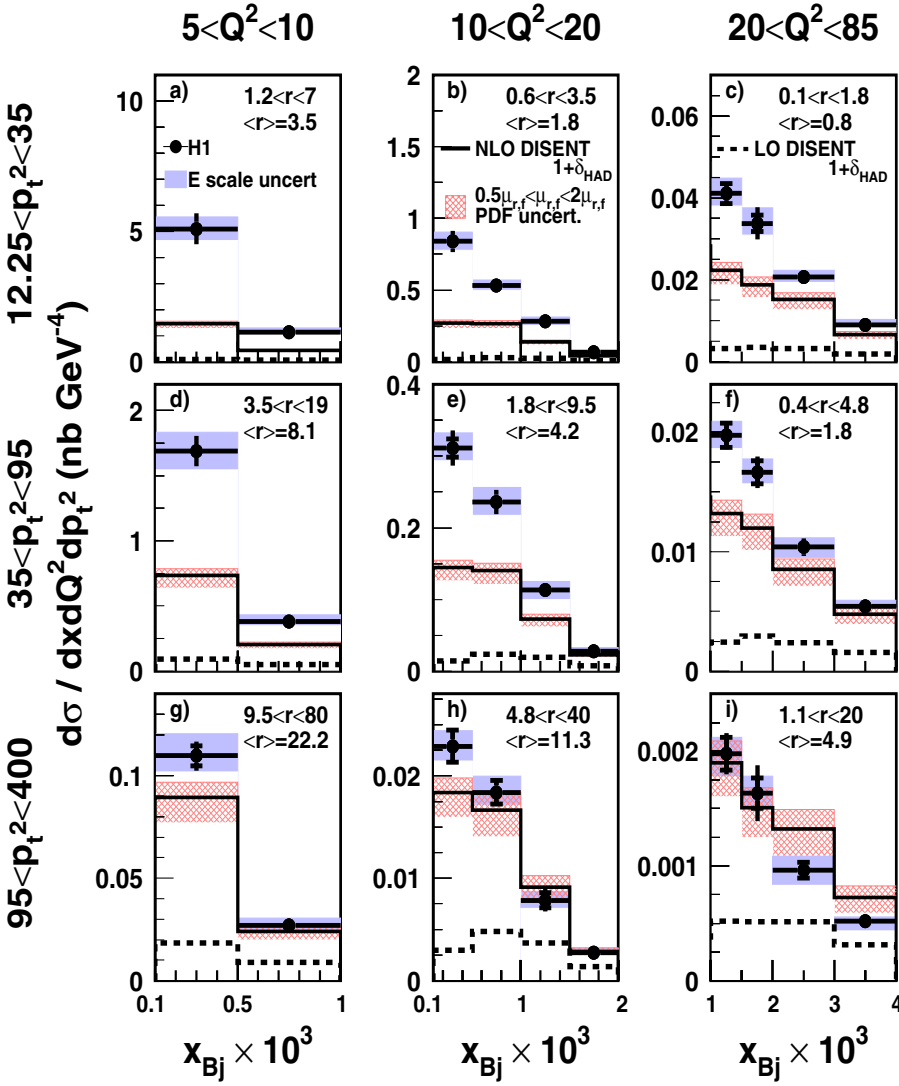 5<Q²<10
10<Q²<20
20<Q²<85
12.25<pₜ²<35
35<pₜ²<95
95<pₜ²<400
dσ / dxdQ²dpₜ² (nb GeV⁻⁴)
a)
1.2<r<7
<r>=3.5
H1
E scale uncert
10
5
0
b)
0.6<r<3.5
<r>=1.8
NLO DISENT
1+δ_HAD
0.5μ_r,f<μ_r,f<2μ_r,f
PDF uncert.
2
1.5
1
0.5
0
c)
0.1<r<1.8
<r>=0.8
LO DISENT
1+δ_HAD
0.06
0.04
0.02
0
d)
3.5<r<19
<r>=8.1
2
1
0
e)
1.8<r<9.5
<r>=4.2
0.4
0.2
0
f)
0.4<r<4.8
<r>=1.8
0.02
0.01
0
g)
9.5<r<80
<r>=22.2
0.1
0.05
0
0.1 0.5 1
h)
4.8<r<40
<r>=11.3
0.02
0.01
0
0.1 1 2
i)
1.1<r<20
<r>=4.9
0.002
0.001
0
1 2 3 4
x_Bj × 10³
x_Bj × 10³
x_Bj × 10³